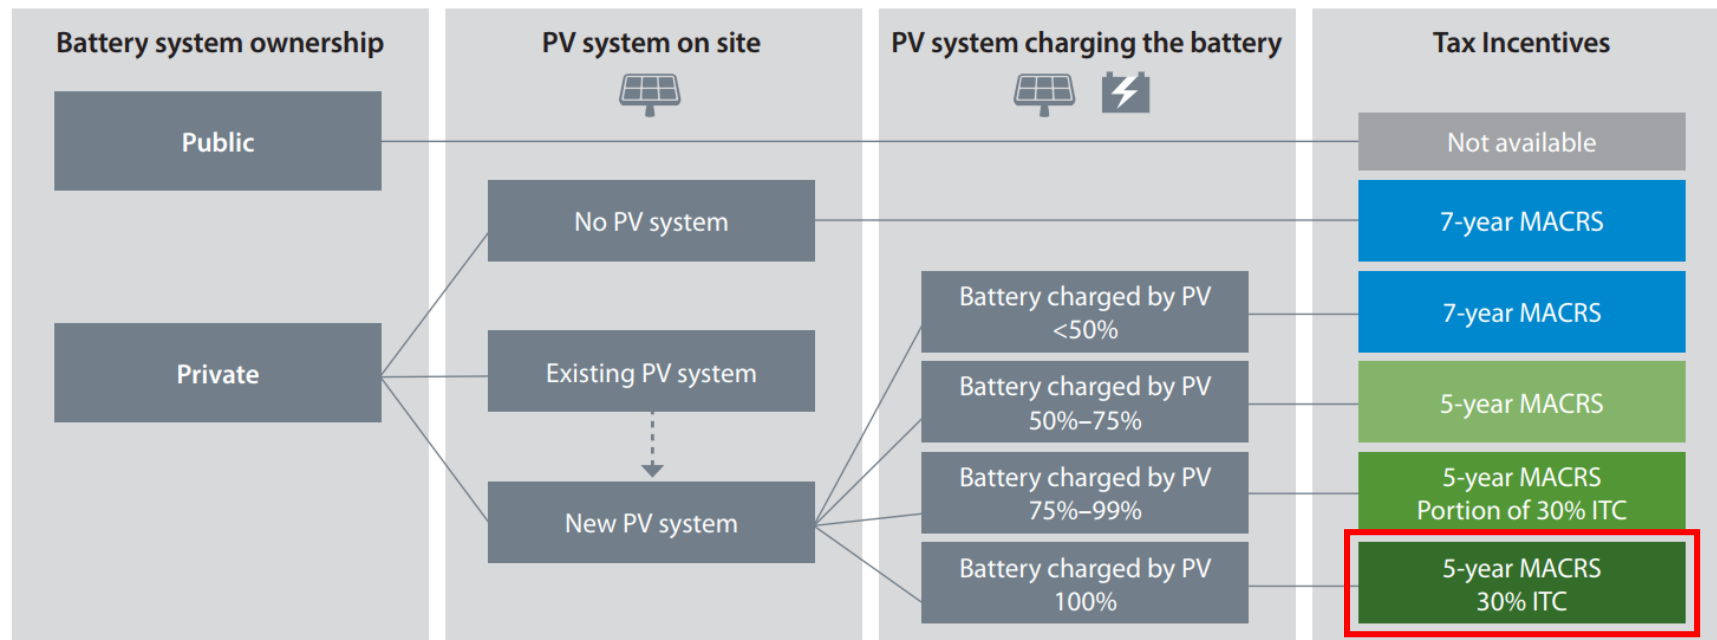 Battery system ownership
PV system on site
PV system charging the battery
Tax Incentives
Public
Not available
No PV system
7-year MACRS
Battery charged by PV
<50%
7-year MACRS
Private
Existing PV system
Battery charged by PV
50%–75%
5-year MACRS
Battery charged by PV
75%–99%
5-year MACRS
Portion of 30% ITC
New PV system
Battery charged by PV
100%
5-year MACRS
30% ITC